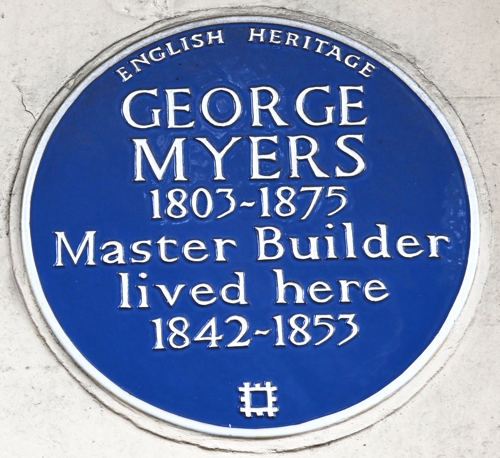 ENGLISH HERITAGE
GEORGE
MYERS
1803~1875
Master Builder
lived here
1842~1853